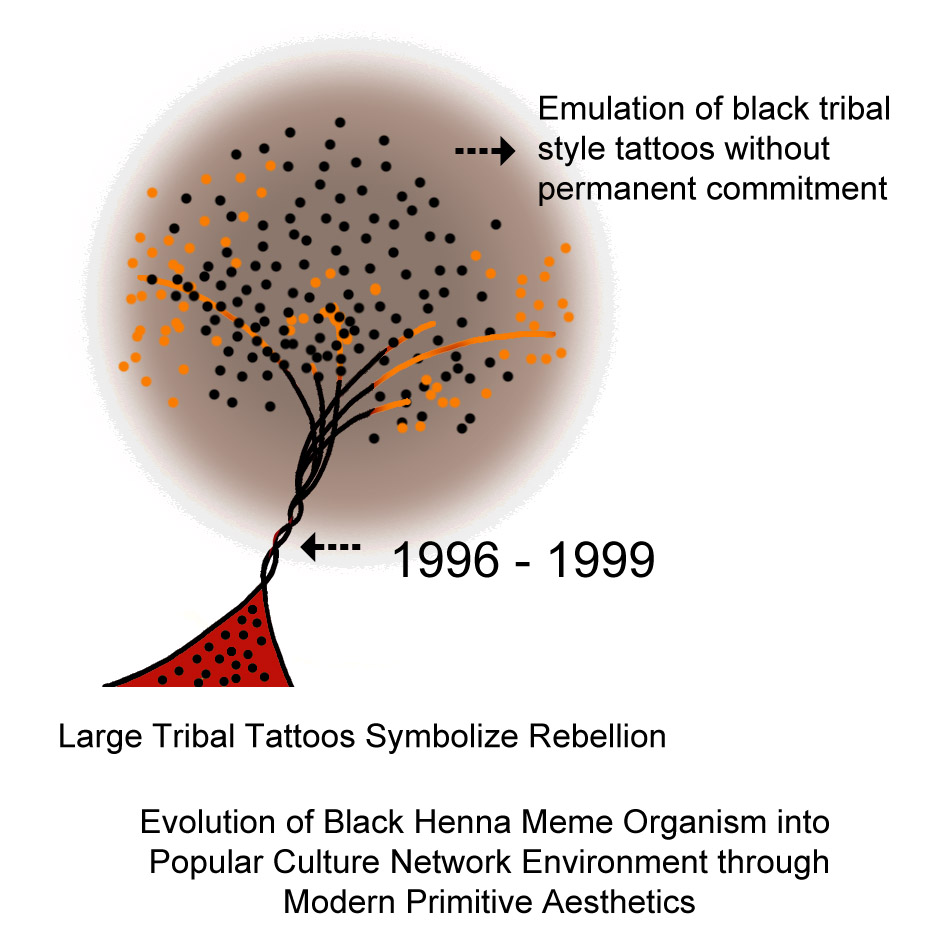 Emulation of black tribal
style tattoos without
permanent commitment
1996 - 1999
Large Tribal Tattoos Symbolize Rebellion
Evolution of Black Henna Meme Organism into
Popular Culture Network Environment through
Modern Primitive Aesthetics